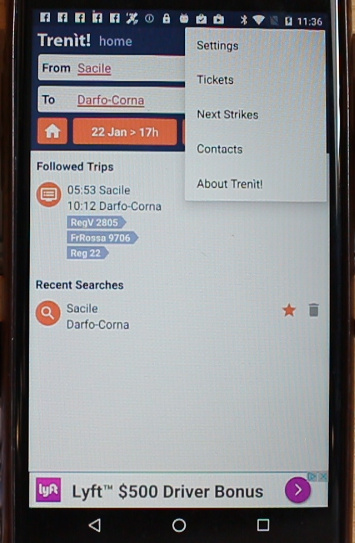 11:36
Trenìt! home
Settings
From Sacile
Tickets
To Darfo-Corna
Next Strikes
22 Jan > 17h
Contacts
Followed Trips
About Trenìt!
05:53 Sacile
10:12 Darfo-Corna
RegV 2805
FrRossa 9706
Reg 22
Recent Searches
Sacile
Darfo-Corna
lyft Lyft™ $500 Driver Bonus